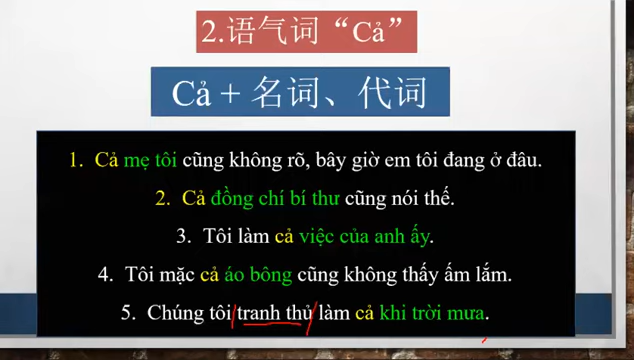 2.语气词“Cả”
Cả + 名词、代词
1. Cả mẹ tôi cũng không rõ, bây giờ em tôi đang ở đâu.
2. Cả đồng chí bí thư cũng nói thế.
3. Tôi làm cả việc của anh ấy.
4. Tôi mặc cả áo bông cũng không thấy ấm lắm.
5. Chúng tôi tranh thủ làm cả khi trời mưa.